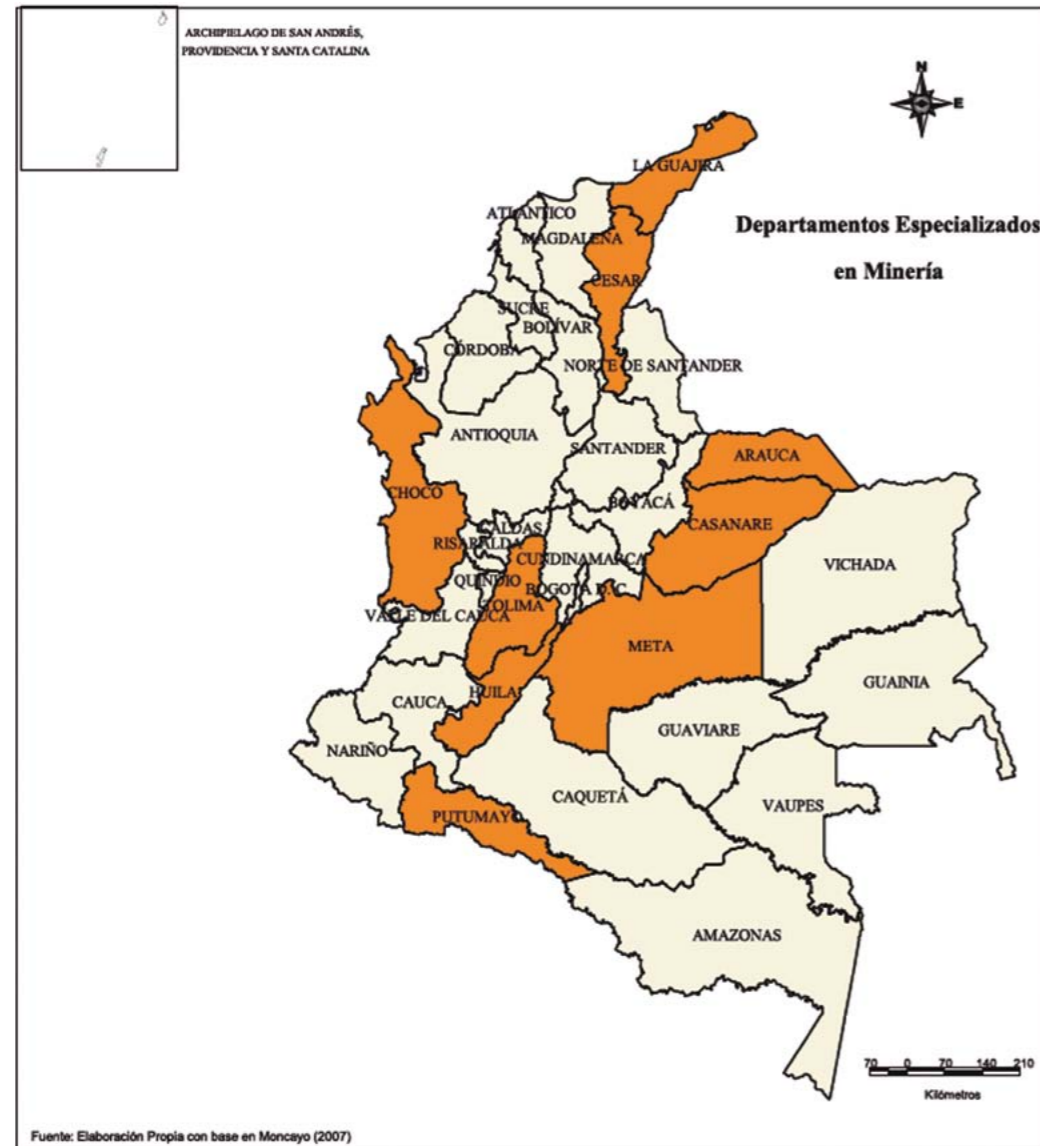 ARCHIPIELAGO DE SAN ANDRÉS,
PROVIDENCIA Y SANTA CATALINA
N
E
Departamentos Especializados
en Minería
LA GUAJIRA
ATLANTICO
MAGDALENA
CESAR
SUCRE
BOLÍVAR
CÓRDOBA
NORTE DE SANTANDER
ANTIOQUIA
SANTANDER
ARAUCA
CHOCO
BOYACÁ
CASANARE
CALDAS
RISARALDA
CUNDINAMARCA
VICHADA
QUINDIO
BOGOTA D.C.
TOLIMA
VALLE DEL CAUCA
META
GUAINIA
HUILA
CAUCA
GUAVIARE
NARIÑO
CAQUETÁ
VAUPES
PUTUMAYO
AMAZONAS
70 0 70 140 210
Kilómetros
Fuente: Elaboración Propia con base en Moncayo (2007)